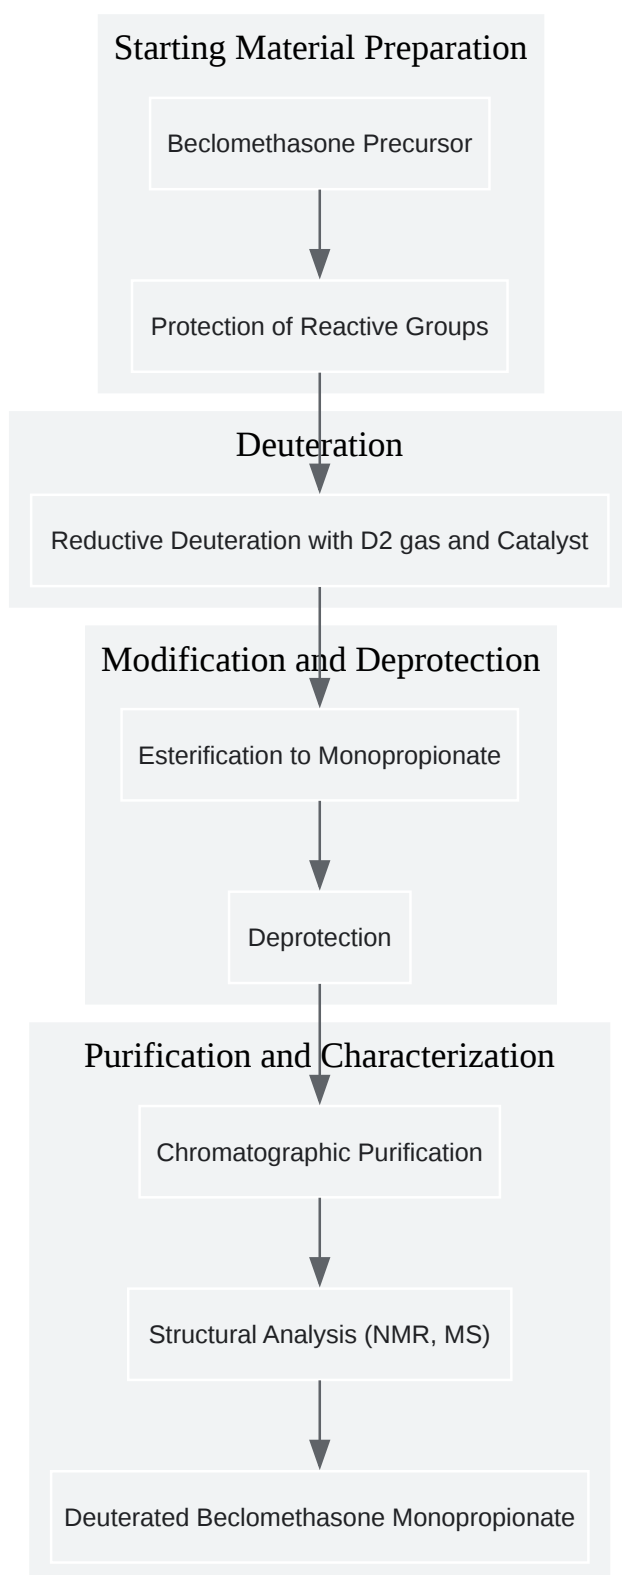 Starting Material Preparation
Beclomethasone Precursor
Protection of Reactive Groups
Deuteration
Reductive Deuteration with D2 gas and Catalyst
Modification and Deprotection
Esterification to Monopropionate
Deprotection
Purification and Characterization
Chromatographic Purification
Structural Analysis (NMR, MS)
Deuterated Beclomethasone Monopropionate